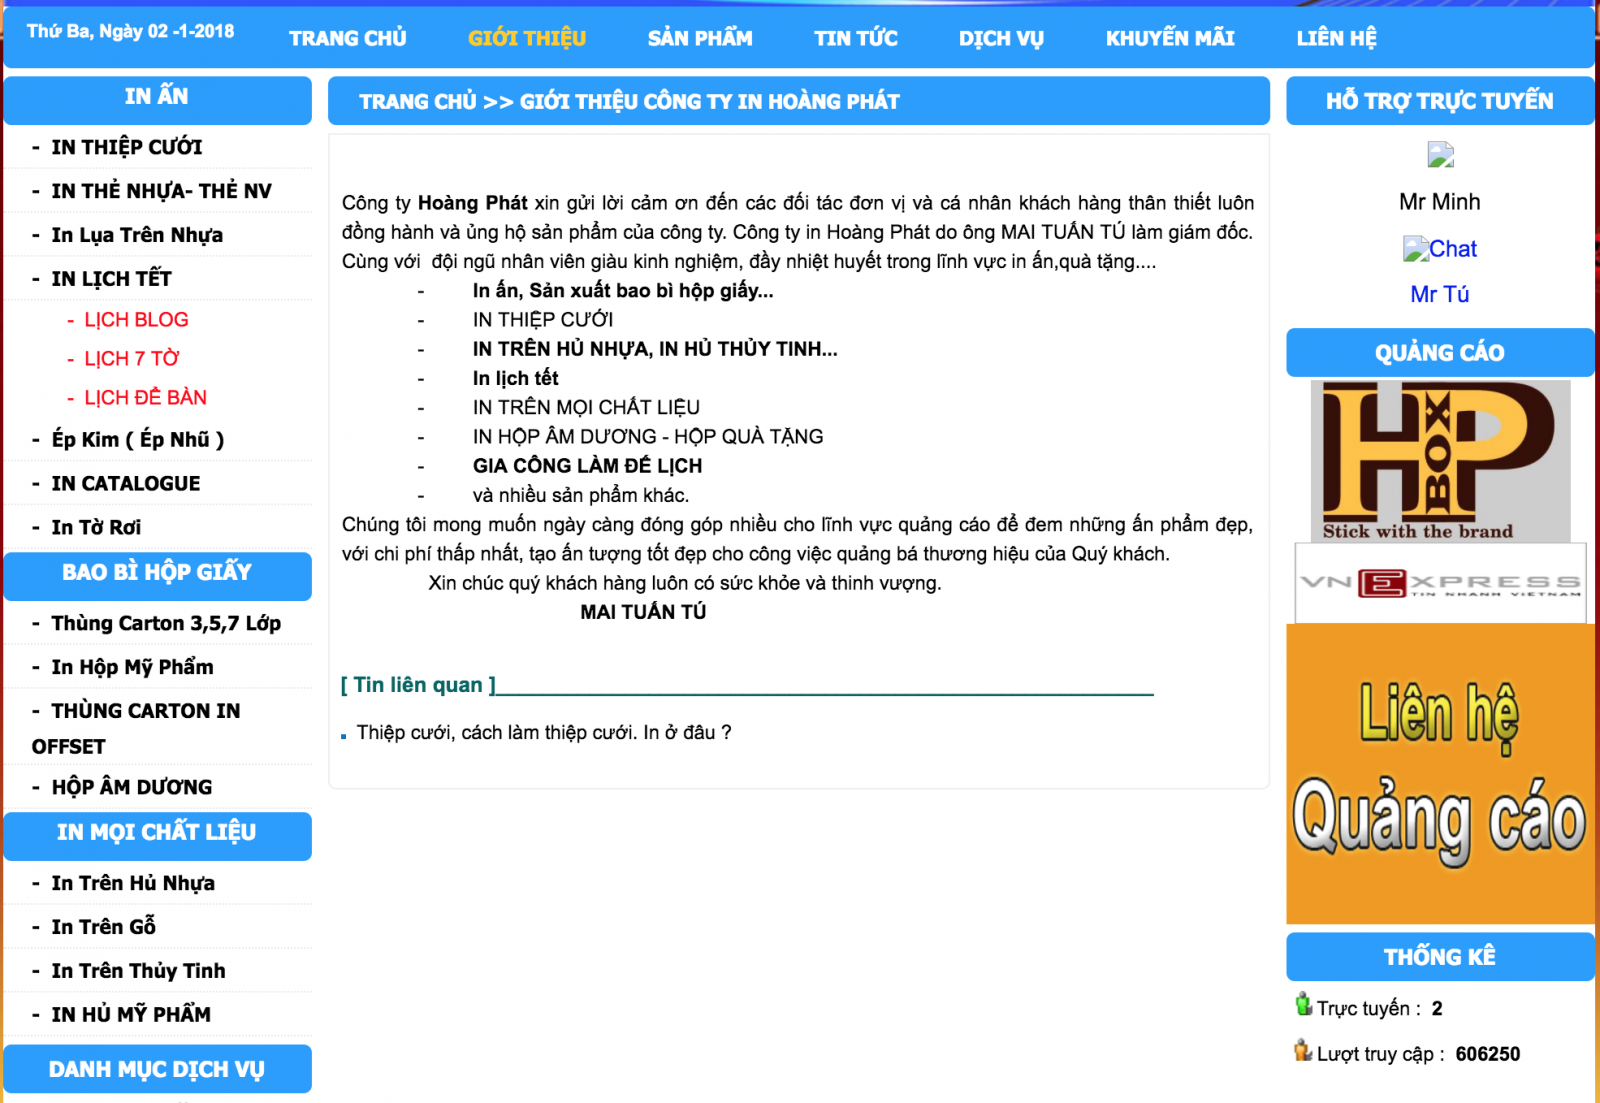 Thứ Ba, Ngày 02 -1-2018
TRANG CHỦ
GIỚI THIỆU
SẢN PHẨM
TIN TỨC
DỊCH VỤ
KHUYẾN MÃI
LIÊN HỆ
IN ẤN
- IN THIỆP CƯỚI
- IN THẺ NHỰA- THẺ NV
- In Lụa Trên Nhựa
- IN LỊCH TẾT
- LỊCH BLOG
- LỊCH 7 TỜ
- LỊCH ĐỂ BÀN
- Ép Kim ( Ép Nhũ )
- IN CATALOGUE
- In Tờ Rơi
BAO BÌ HỘP GIẤY
- Thùng Carton 3,5,7 Lớp
- In Hộp Mỹ Phẩm
- THÙNG CARTON IN
OFFSET
- HỘP ÂM DƯƠNG
IN MỌI CHẤT LIỆU
- In Trên Hủ Nhựa
- In Trên Gỗ
- In Trên Thủy Tinh
- IN HỦ MỸ PHẨM
DANH MỤC DỊCH VỤ
TRANG CHỦ >> GIỚI THIỆU CÔNG TY IN HOÀNG PHÁT
Công ty Hoàng Phát xin gửi lời cảm ơn đến các đối tác đơn vị và cá nhân khách hàng thân thiết luôn
đồng hành và ủng hộ sản phẩm của công ty. Công ty in Hoàng Phát do ông MAI TUẤN TÚ làm giám đốc.
Cùng với đội ngũ nhân viên giàu kinh nghiệm, đầy nhiệt huyết trong lĩnh vực in ấn,quà tặng....
- In ấn, Sản xuất bao bì hộp giấy...
- IN THIỆP CƯỚI
- IN TRÊN HỦ NHỰA, IN HỦ THỦY TINH...
- In lịch tết
- IN TRÊN MỌI CHẤT LIỆU
- IN HỘP ÂM DƯƠNG - HỘP QUÀ TẶNG
- GIA CÔNG LÀM ĐẾ LỊCH
- và nhiều sản phẩm khác.
Chúng tôi mong muốn ngày càng đóng góp nhiều cho lĩnh vực quảng cáo để đem những ấn phẩm đẹp,
với chi phí thấp nhất, tạo ấn tượng tốt đẹp cho công việc quảng bá thương hiệu của Quý khách.
Xin chúc quý khách hàng luôn có sức khỏe và thinh vượng.
MAI TUẤN TÚ
[ Tin liên quan ]
Thiệp cưới, cách làm thiệp cưới. In ở đâu ?
HỖ TRỢ TRỰC TUYẾN
Mr Minh
Chat
Mr Tú
QUẢNG CÁO
HP
BOX
Stick with the brand
VNEXPRESS
TIN NHANH VIETNAM
Liên hệ
Quảng cáo
THỐNG KÊ
Trực tuyến : 2
Lượt truy cập : 606250